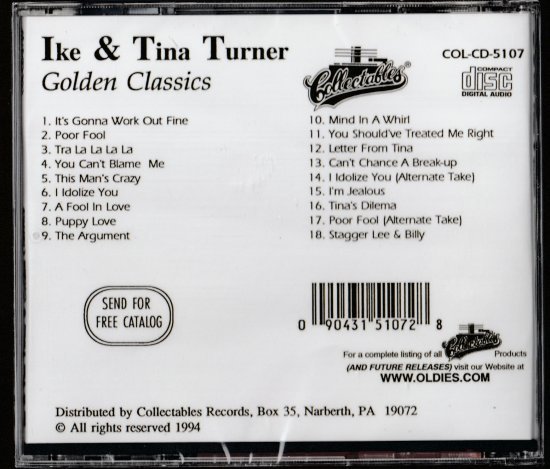 Ike & Tina Turner
Golden Classics
Collectables
COL-CD-5107
COMPACT
disc
DIGITAL AUDIO
1. It's Gonna Work Out Fine
2. Poor Fool
3. Tra La La La La
4. You Can't Blame Me
5. This Man's Crazy
6. I Idolize You
7. A Fool In Love
8. Puppy Love
9. The Argument
10. Mind In A Whirl
11. You Should've Treated Me Right
12. Letter From Tina
13. Can't Chance A Break-up
14. I Idolize You (Alternate Take)
15. I'm Jealous
16. Tina's Dilema
17. Poor Fool (Alternate Take)
18. Stagger Lee & Billy
SEND FOR
FREE CATALOG
0 90431 51072 8
For a complete listing of all Collectables Products
(AND FUTURE RELEASES) visit our Website at
WWW.OLDIES.COM
Distributed by Collectables Records, Box 35, Narberth, PA 19072
© All rights reserved 1994